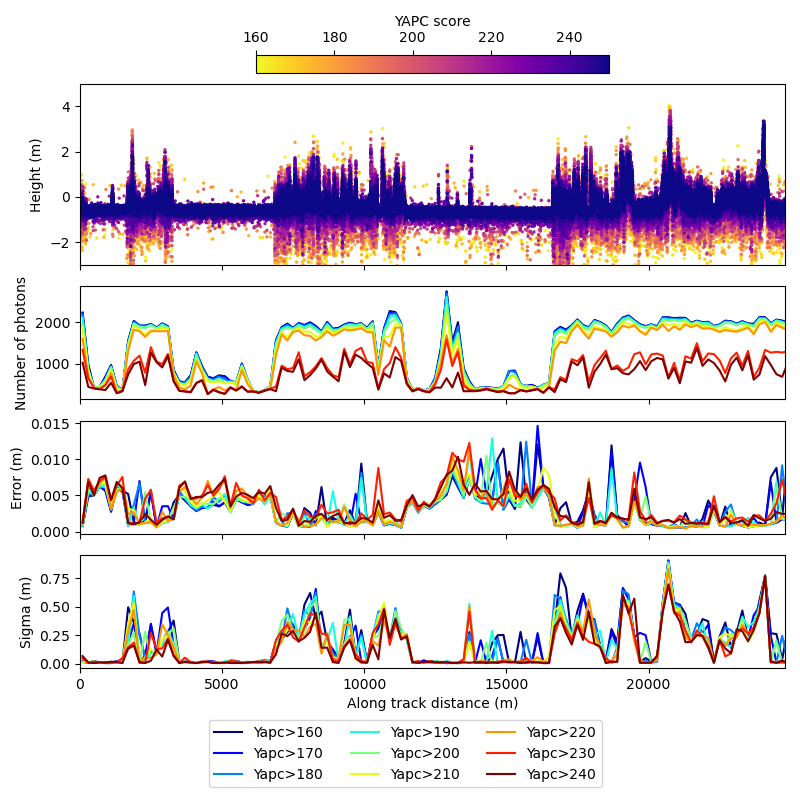 YAPC score
160 180 200 220 240
4
2
0
−2
Height (m)
2000
1000
Number of photons
0.015
0.010
0.005
0.000
Error (m)
0.75
0.50
0.25
0.00
Sigma (m)
0 5000 10000 15000 20000
Along track distance (m)
Yapc>160 Yapc>190 Yapc>220
Yapc>170 Yapc>200 Yapc>230
Yapc>180 Yapc>210 Yapc>240